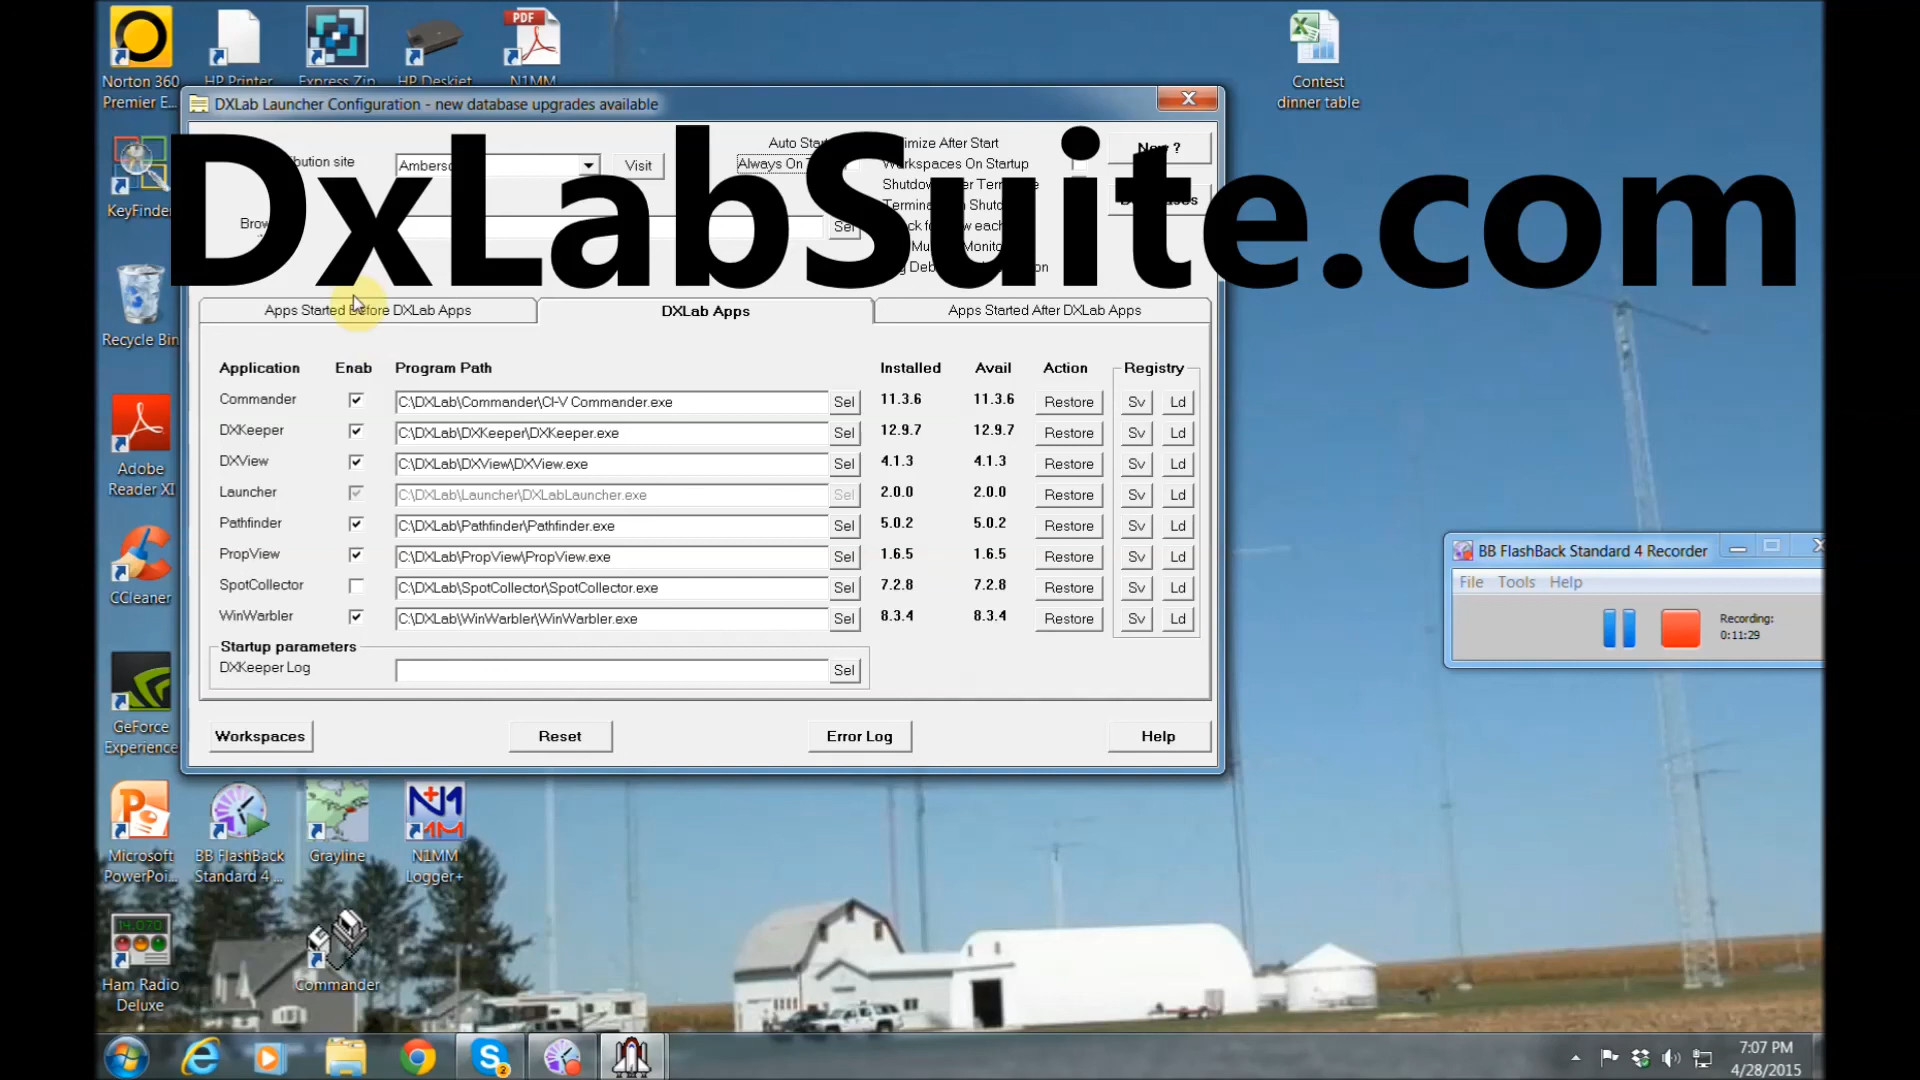 Norton 360
Premier E...
HP Printer
Express Zip
HP Deskjet
PDF
N1MM
Contest
dinner table
DXLab Launcher Configuration - new database upgrades available
DxLabSuite.com
Visit
Sel
KeyFinder
Recycle Bin
Adobe
Reader XI
CCleaner
GeForce
Experience
Apps Started Before DXLab Apps
DXLab Apps
Apps Started After DXLab Apps
Application Enab Program Path Installed Avail Action Registry
Commander C:\DXLab\Commander\CI-V Commander.exe Sel 11.3.6 11.3.6 Restore Sv Ld
DXKeeper C:\DXLab\DXKeeper\DXKeeper.exe Sel 12.9.7 12.9.7 Restore Sv Ld
DXView C:\DXLab\DXView\DXView.exe Sel 4.1.3 4.1.3 Restore Sv Ld
Launcher C:\DXLab\Launcher\DXLabLauncher.exe Sel 2.0.0 2.0.0 Restore Sv Ld
Pathfinder C:\DXLab\Pathfinder\Pathfinder.exe Sel 5.0.2 5.0.2 Restore Sv Ld
PropView C:\DXLab\PropView\PropView.exe Sel 1.6.5 1.6.5 Restore Sv Ld
SpotCollector C:\DXLab\SpotCollector\SpotCollector.exe Sel 7.2.8 7.2.8 Restore Sv Ld
WinWarbler C:\DXLab\WinWarbler\WinWarbler.exe Sel 8.3.4 8.3.4 Restore Sv Ld
Startup parameters
DXKeeper Log Sel
Workspaces Reset Error Log Help
BB FlashBack Standard 4 Recorder
File Tools Help
Recording:
0:11:29
Microsoft
PowerPoi...
BB FlashBack
Standard 4 ...
Grayline
N1MM
N1MM
Logger+
14.070
Ham Radio
Deluxe
Commander
2
7:07 PM
4/28/2015